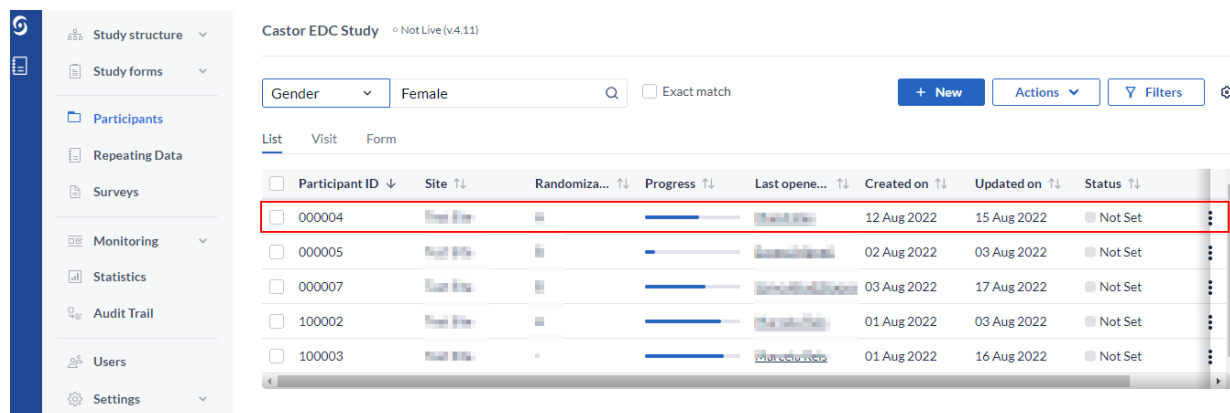 Castor EDC Study Not Live (v.4.11)
Study structure
Study forms
Participants
Repeating Data
Surveys
Monitoring
Statistics
Audit Trail
Users
Settings
Gender Female Exact match + New Actions Filters
List Visit Form
Participant ID Site Randomiza... Progress Last opene... Created on Updated on Status
000004 12 Aug 2022 15 Aug 2022 Not Set
000005 02 Aug 2022 03 Aug 2022 Not Set
000007 03 Aug 2022 17 Aug 2022 Not Set
100002 01 Aug 2022 03 Aug 2022 Not Set
100003 01 Aug 2022 16 Aug 2022 Not Set